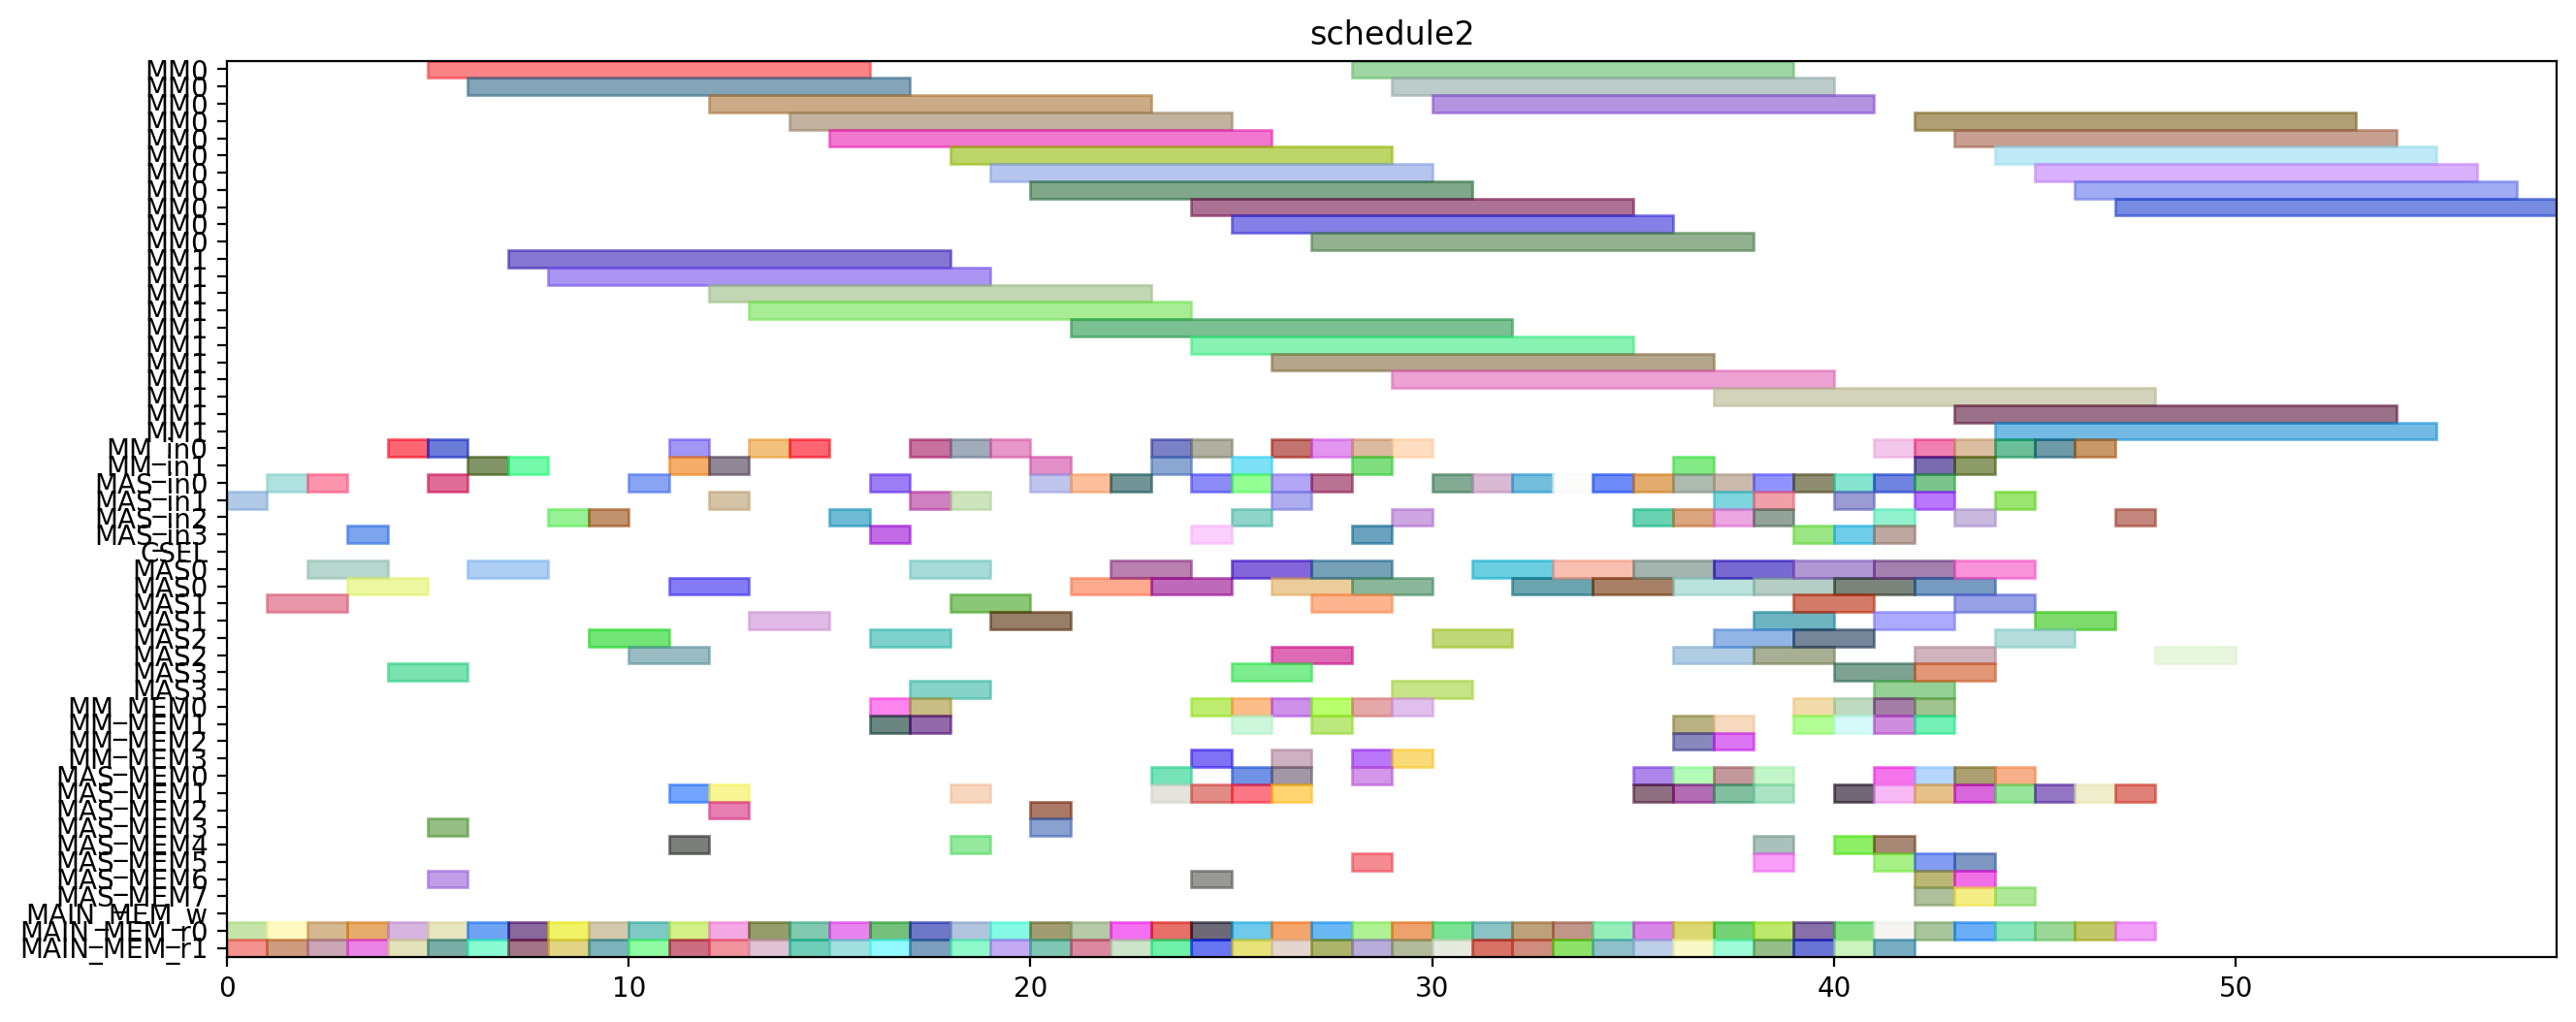 schedule2
MM0
MM0
MM0
MM0
MM0
MM0
MM0
MM0
MM0
MM0
MM0
MM1
MM1
MM1
MM1
MM1
MM1
MM1
MM1
MM1
MM1
MM1
MM_in0
MM_in1
MAS_in0
MAS_in1
MAS_in2
MAS_in3
CSEL
MAS0
MAS0
MAS1
MAS1
MAS2
MAS2
MAS3
MAS3
MM_MEM0
MM_MEM1
MM_MEM2
MM_MEM3
MAS_MEM0
MAS_MEM1
MAS_MEM2
MAS_MEM3
MAS_MEM4
MAS_MEM5
MAS_MEM6
MAS_MEM7
MAIN_MEM_w
MAIN_MEM_r0
MAIN_MEM_r1
0 10 20 30 40 50